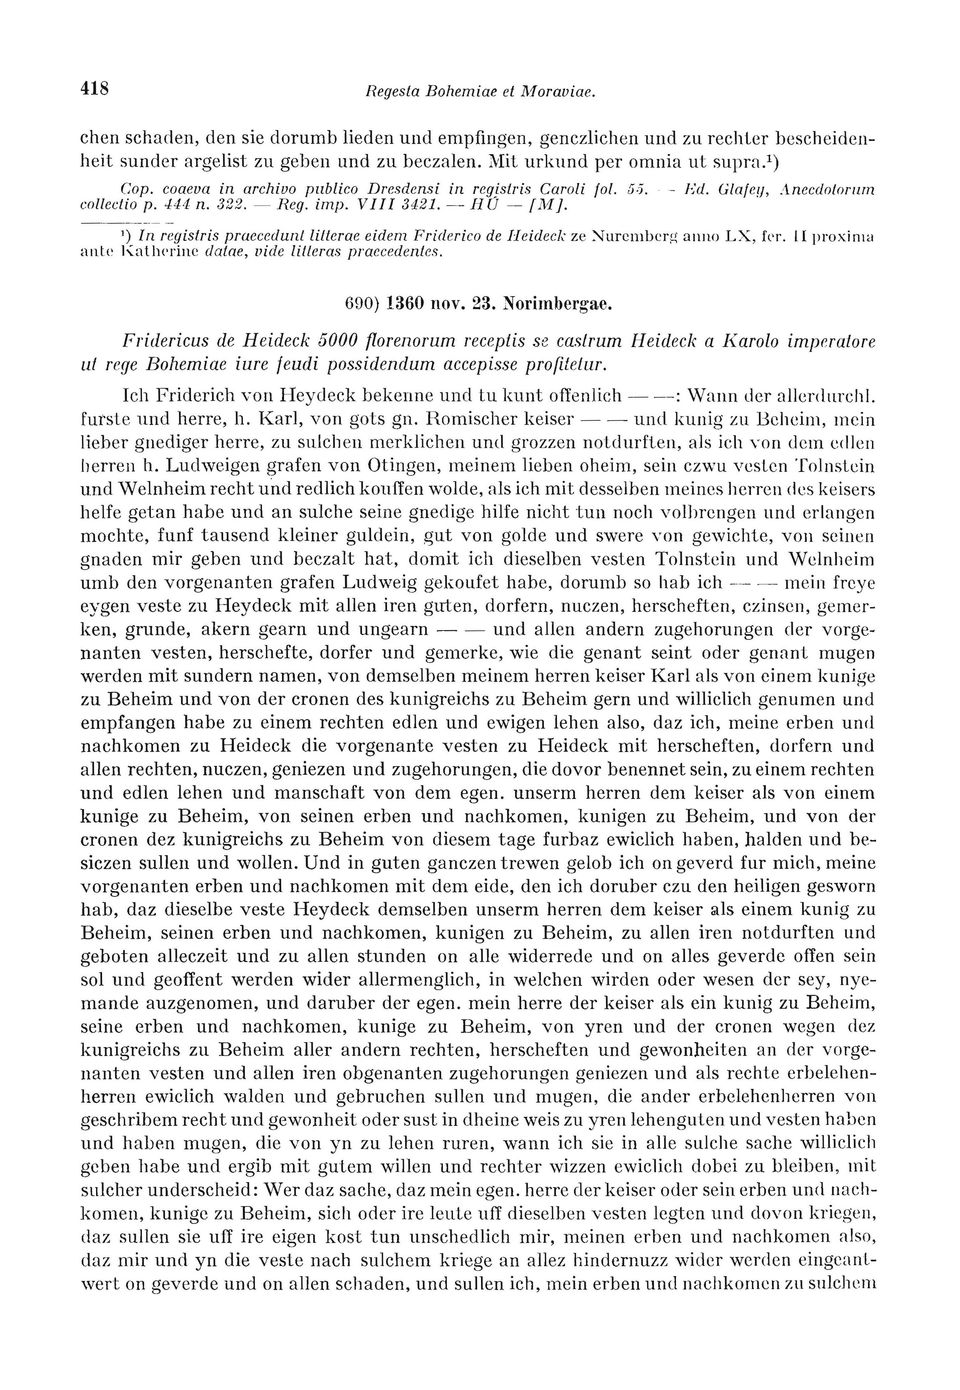 418
Regesta Bohemiae et Moraviae.
chen schaden, den sie dorumb lieden und empfingen, genczlichen und zu rechter bescheiden-
heit sunder argelist zu geben und zu beczalen. Mit urkund per omnia ut supra.¹)
Cop. coaeva in archivo publico Dresdensi in registris Caroli fol. 55. — Ed. Glafey, Anecdotorum
collectio p. 444 n. 322. — Reg. imp. VIII 3421. — HÚ — [M].
¹) In registris praecedunt litterae eidem Friderico de Heideck ze Nuremberg anno LX, fer. II proxima
ante Katherine datae, vide litteras praecedentes.
690) 1360 nov. 23. Norimbergae.
Fridericus de Heideck 5000 florenorum receptis se castrum Heideck a Karolo imperatore
ut rege Bohemiae iure feudi possidendum accepisse profitetur.
Ich Friderich von Heydeck bekenne und tu kunt offenlich — —: Wann der allerdurchl.
furste und herre, h. Karl, von gots gn. Romischer keiser — — und kunig zu Beheim, mein
lieber gnediger herre, zu sulchen merklichen und grozzen notdurften, als ich von dem edlen
herren h. Ludweigen grafen von Otingen, meinem lieben oheim, sein czwu vesten Tolnstein
und Welnheim recht und redlich kouffen wolde, als ich mit desselben meines herren des keisers
helfe getan habe und an sulche seine gnedige hilfe nicht tun noch volbrengen und erlangen
mochte, funf tausend kleiner guldein, gut von golde und swere von gewichte, von seinen
gnaden mir geben und beczalt hat, domit ich dieselben vesten Tolnstein und Welnheim
umb den vorgenanten grafen Ludweig gekoufet habe, dorumb so hab ich — — mein freye
eygen veste zu Heydeck mit allen iren guten, dorfern, nuczen, herscheften, czinsen, gemer-
ken, grunde, akern gearn und ungearn — — und allen andern zugehorungen der vorge-
nanten vesten, herschefte, dorfer und gemerke, wie die genant seint oder genant mugen
werden mit sundern namen, von demselben meinem herren keiser Karl als von einem kunige
zu Beheim und von der cronen des kunigreichs zu Beheim gern und williclich genumen und
empfangen habe zu einem rechten edlen und ewigen lehen also, daz ich, meine erben und
nachkomen zu Heideck die vorgenante vesten zu Heideck mit herscheften, dorfern und
allen rechten, nuczen, geniezen und zugehorungen, die dovor benennet sein, zu einem rechten
und edlen lehen und manschaft von dem egen. unserm herren dem keiser als von einem
kunige zu Beheim, von seinen erben und nachkomen, kunigen zu Beheim, und von der
cronen dez kunigreichs zu Beheim von diesem tage furbaz ewiclich haben, halden und be-
siczen sullen und wollen. Und in guten ganczen trewen gelob ich on geverd fur mich, meine
vorgenanten erben und nachkomen mit dem eide, den ich doruber czu den heiligen gesworn
hab, daz dieselbe veste Heydeck demselben unserm herren dem keiser als einem kunig zu
Beheim, seinen erben und nachkomen, kunigen zu Beheim, zu allen iren notdurften und
geboten alleczeit und zu allen stunden on alle widerrede und on alles geverde offen sein
sol und geoffent werden wider allermenglich, in welchen wirden oder wesen der sey, nye-
mande auzgenomen, und daruber der egen. mein herre der keiser als ein kunig zu Beheim,
seine erben und nachkomen, kunige zu Beheim, von yren und der cronen wegen dez
kunigreichs zu Beheim aller andern rechten, herscheften und gewonheiten an der vorge-
nanten vesten und allen iren obgenanten zugehorungen geniezen und als rechte erbelehen-
herren ewiclich walden und gebruchen sullen und mugen, die ander erbelehenherren von
geschribem recht und gewonheit oder sust in dheine weis zu yren lehenguten und vesten haben
und haben mugen, die von yn zu lehen ruren, wann ich sie in alle sulche sache williclich
geben habe und ergib mit gutem willen und rechter wizzen ewiclich dobei zu bleiben, mit
sulcher underscheid: Wer daz sache, daz mein egen. herre der keiser oder sein erben und nach-
komen, kunige zu Beheim, sich oder ire leute uff dieselben vesten legten und dovon kriegen,
daz sullen sie uff ire eigen kost tun unschedlich mir, meinen erben und nachkomen also,
daz mir und yn die veste nach sulchem kriege an allez hindernuzz wider werden eingeant-
wert on geverde und on allen schaden, und sullen ich, mein erben und nachkomen zu sulchem